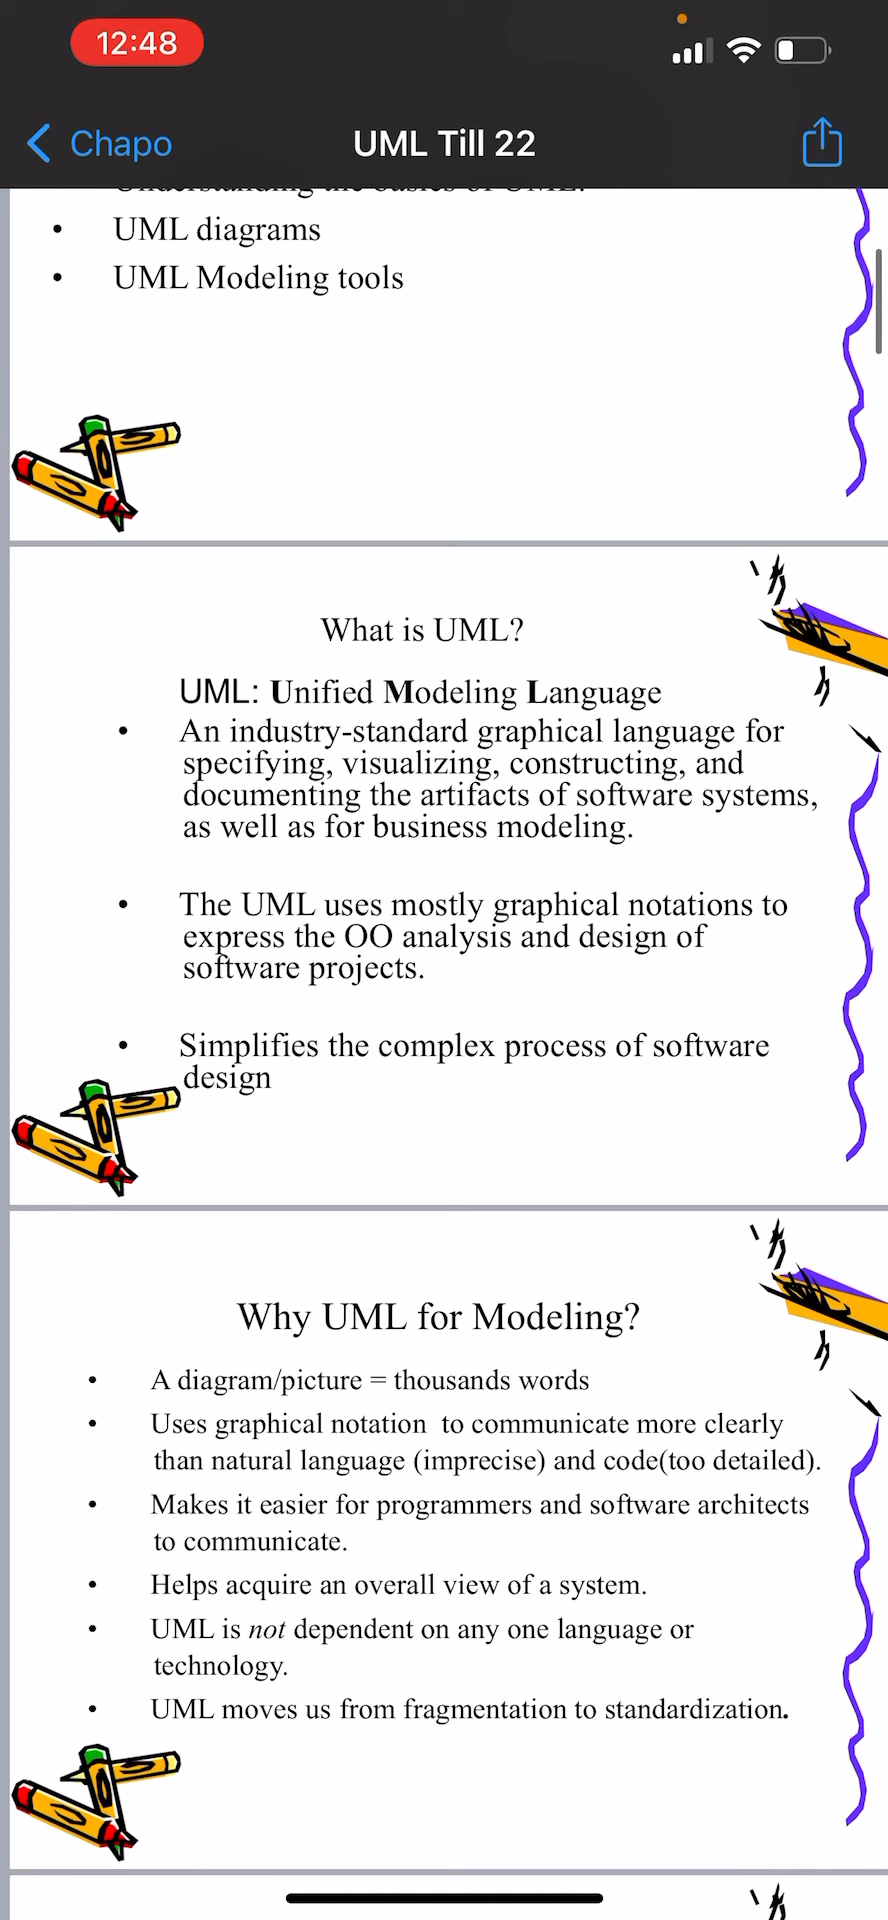 12:48
Chapo
UML Till 22
Understanding the basics of UML.
• UML diagrams
• UML Modeling tools
What is UML?
UML: Unified Modeling Language
• An industry-standard graphical language for
specifying, visualizing, constructing, and
documenting the artifacts of software systems,
as well as for business modeling.
• The UML uses mostly graphical notations to
express the OO analysis and design of
software projects.
• Simplifies the complex process of software
design
Why UML for Modeling?
• A diagram/picture = thousands words
• Uses graphical notation to communicate more clearly
than natural language (imprecise) and code(too detailed).
• Makes it easier for programmers and software architects
to communicate.
• Helps acquire an overall view of a system.
• UML is not dependent on any one language or
technology.
• UML moves us from fragmentation to standardization.